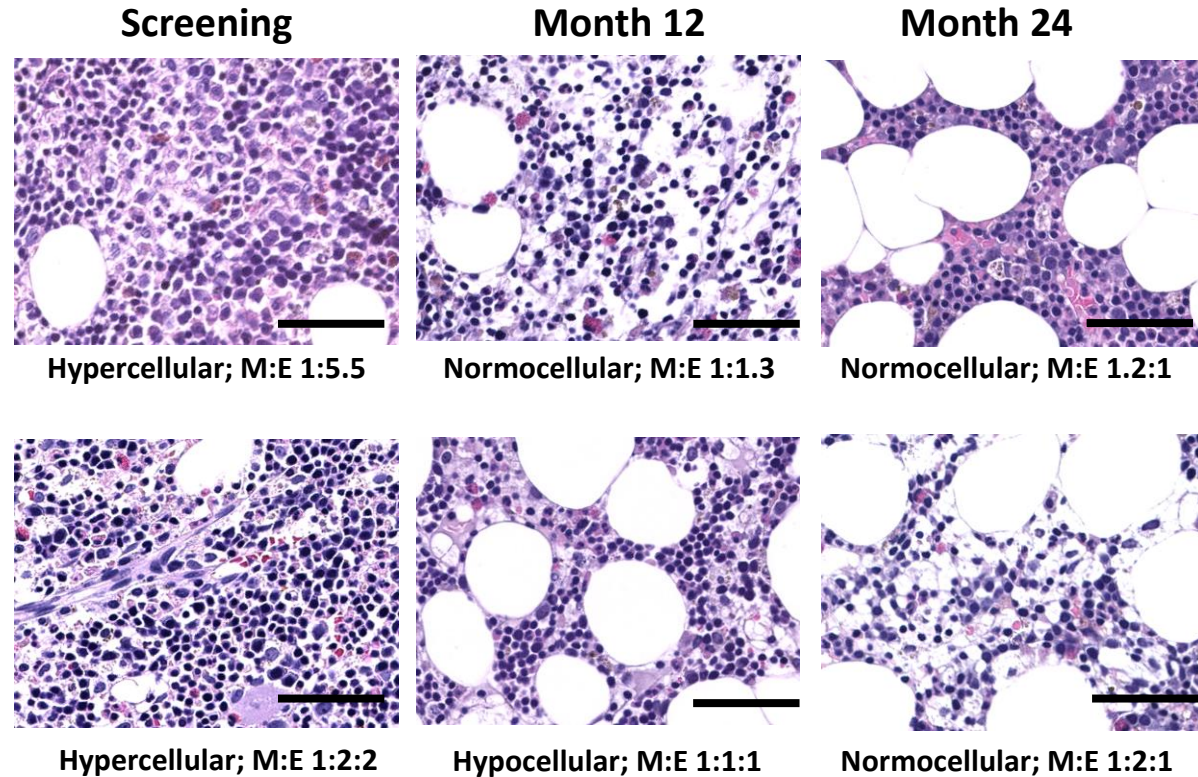 Screening Month 12 Month 24
Hypercellular; M:E 1:5.5 Normocellular; M:E 1:1.3 Normocellular; M:E 1.2:1
Hypercellular; M:E 1:2:2 Hypocellular; M:E 1:1:1 Normocellular; M:E 1:2:1